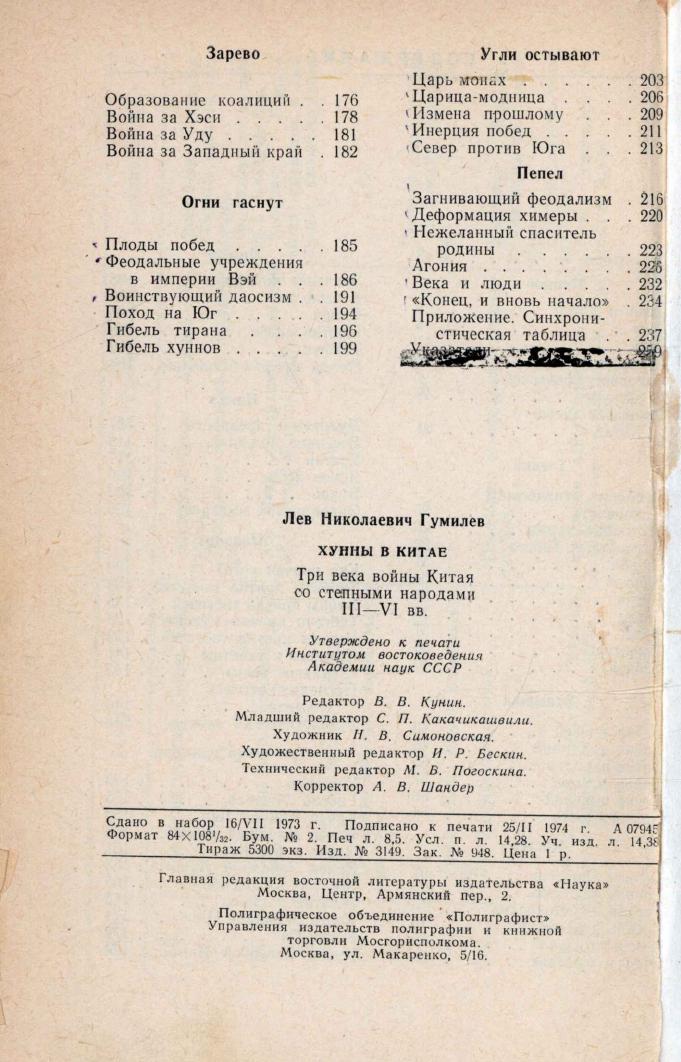 Зарево
Образование коалиций . . 176
Война за Хэси . . . . . 178
Война за Уду . . . . . 181
Война за Западный край . 182
Огни гаснут
Плоды побед . . . . . 185
Феодальные учреждения
в империи Вэй . . . 186
Воинствующий даосизм . . 191
Поход на Юг . . . . . 194
Гибель тирана . . . . 196
Гибель хуннов . . . . . 199
Угли остывают
Царь монах . . . . . . 203
Царица-модница . . . . 206
Измена прошлому . . . 209
Инерция побед . . . . . 211
Север против Юга . . . 213
Пепел
Загнивающий феодализм . 216
Деформация химеры . . . 220
Нежеланный спаситель
родины . . . . . . 223
Агония . . . . . . . . 226
Века и люди . . . . . 232
«Конец, и вновь начало» . 234
Приложение. Синхрони-
стическая таблица . . 237
Указатели 259
Лев Николаевич Гумилев
ХУННЫ В КИТАЕ
Три века войны Китая
со степными народами
III—VI вв.
Утверждено к печати
Институтом востоковедения
Академии наук СССР
Редактор В. В. Кунин.
Младший редактор С. П. Какачикашвили.
Художник Н. В. Симоновская.
Художественный редактор И. Р. Бескин.
Технический редактор М. В. Погоскина.
Корректор А. В. Шандер
Сдано в набор 16/VII 1973 г. Подписано к печати 25/II 1974 г. А 07945
Формат 84×108¹/₃₂. Бум. № 2. Печ л. 8,5. Усл. п. л. 14,28. Уч. изд. л. 14,38
Тираж 5300 экз. Изд. № 3149. Зак. № 948. Цена 1 р.
Главная редакция восточной литературы издательства «Наука»
Москва, Центр, Армянский пер., 2.
Полиграфическое объединение «Полиграфист»
Управления издательств полиграфии и книжной
торговли Мосгорисполкома.
Москва, ул. Макаренко, 5/16.